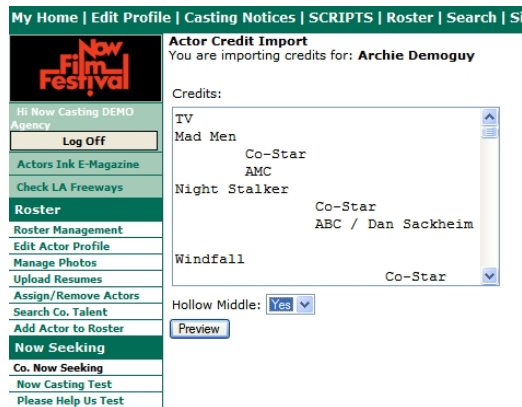 My Home | Edit Profile | Casting Notices | SCRIPTS | Roster | Search |
Now
Film
Festival
Hi Now Casting DEMO
Agency
Log Off
Actors Ink E-Magazine
Check LA Freeways
Roster
Roster Management
Edit Actor Profile
Manage Photos
Upload Resumes
Assign/Remove Actors
Search Co. Talent
Add Actor to Roster
Now Seeking
Co. Now Seeking
Now Casting Test
Please Help Us Test
Actor Credit Import
You are importing credits for: Archie Demoguy
Credits:
TV
Mad Men
Co-Star
AMC
Night Stalker
Co-Star
ABC / Dan Sackheim
Windfall
Co-Star
Hollow Middle: Yes
Preview